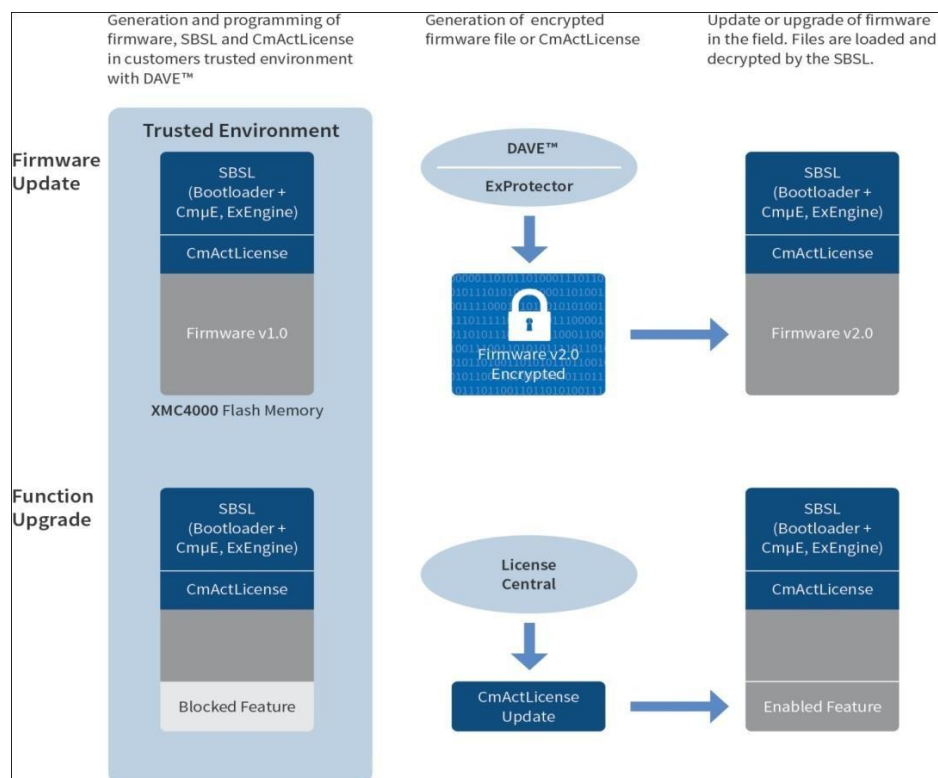 Generation and programming of
firmware, SBSL and CmActLicense
in customers trusted environment
with DAVE™
Generation of encrypted
firmware file or CmActLicense
Update or upgrade of firmware
in the field. Files are loaded and
decrypted by the SBSL.
Trusted Environment
Firmware
Update
SBSL
(Bootloader +
CmµE, ExEngine)
CmActLicense
Firmware v1.0
XMC4000 Flash Memory
DAVE™
ExProtector
Firmware v2.0
Encrypted
SBSL
(Bootloader +
CmµE, ExEngine)
CmActLicense
Firmware v2.0
Function
Upgrade
SBSL
(Bootloader +
CmµE, ExEngine)
CmActLicense
Blocked Feature
License
Central
CmActLicense
Update
SBSL
(Bootloader +
CmµE, ExEngine)
CmActLicense
Enabled Feature